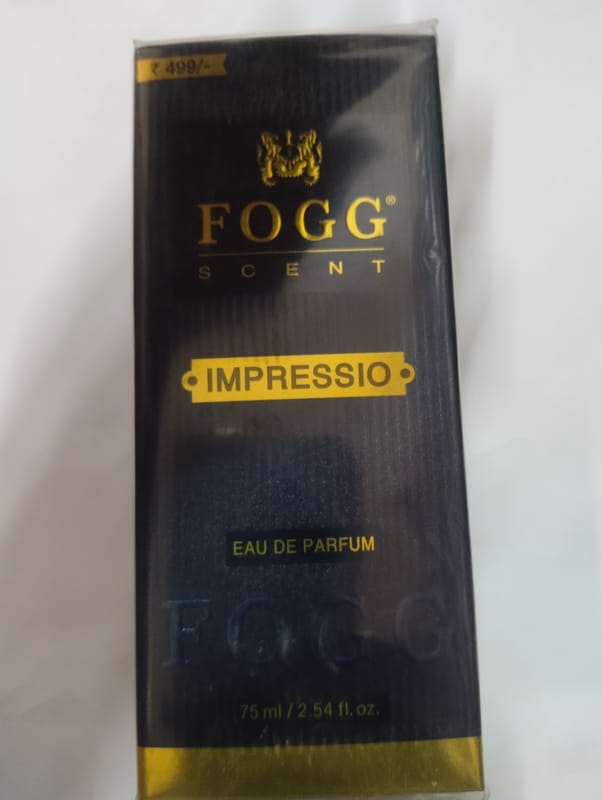 ₹ 499/-
FOGG®
SCENT
IMPRESSIO
EAU DE PARFUM
FOGG
75 ml / 2.54 fl. oz.